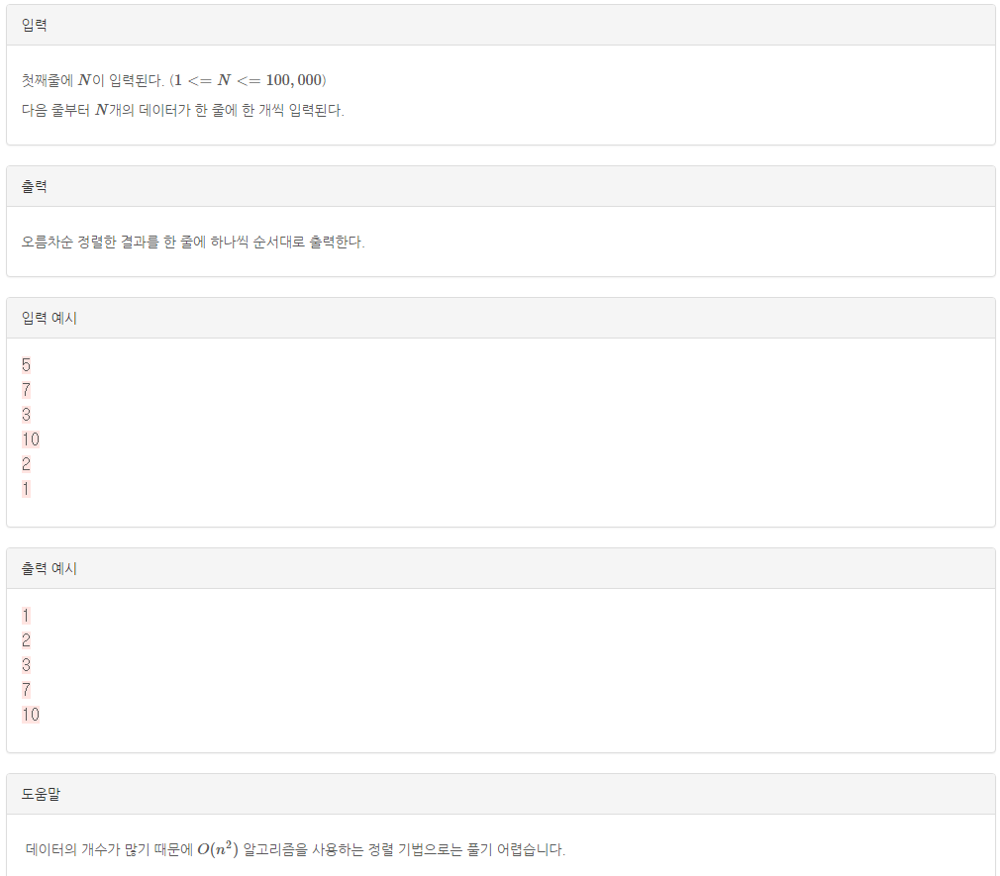 입력
첫째줄에 N이 입력된다. (1 <= N <= 100,000)
다음 줄부터 N개의 데이터가 한 줄에 한 개씩 입력된다.
출력
오름차순 정렬한 결과를 한 줄에 하나씩 순서대로 출력한다.
입력 예시
5
7
3
10
2
1
출력 예시
1
2
3
7
10
도움말
데이터의 개수가 많기 때문에 O(n²) 알고리즘을 사용하는 정렬 기법으로는 풀기 어렵습니다.